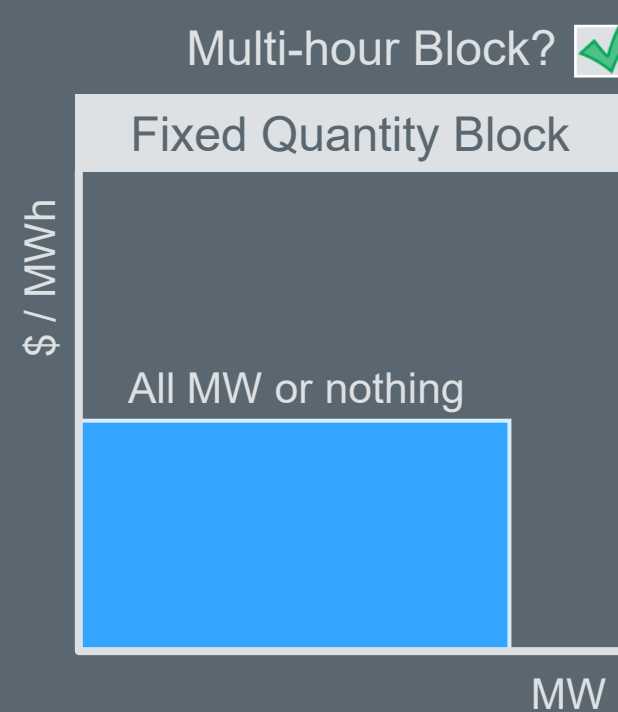 Multi-hour Block?
Fixed Quantity Block
$ / MWh
All MW or nothing
MW